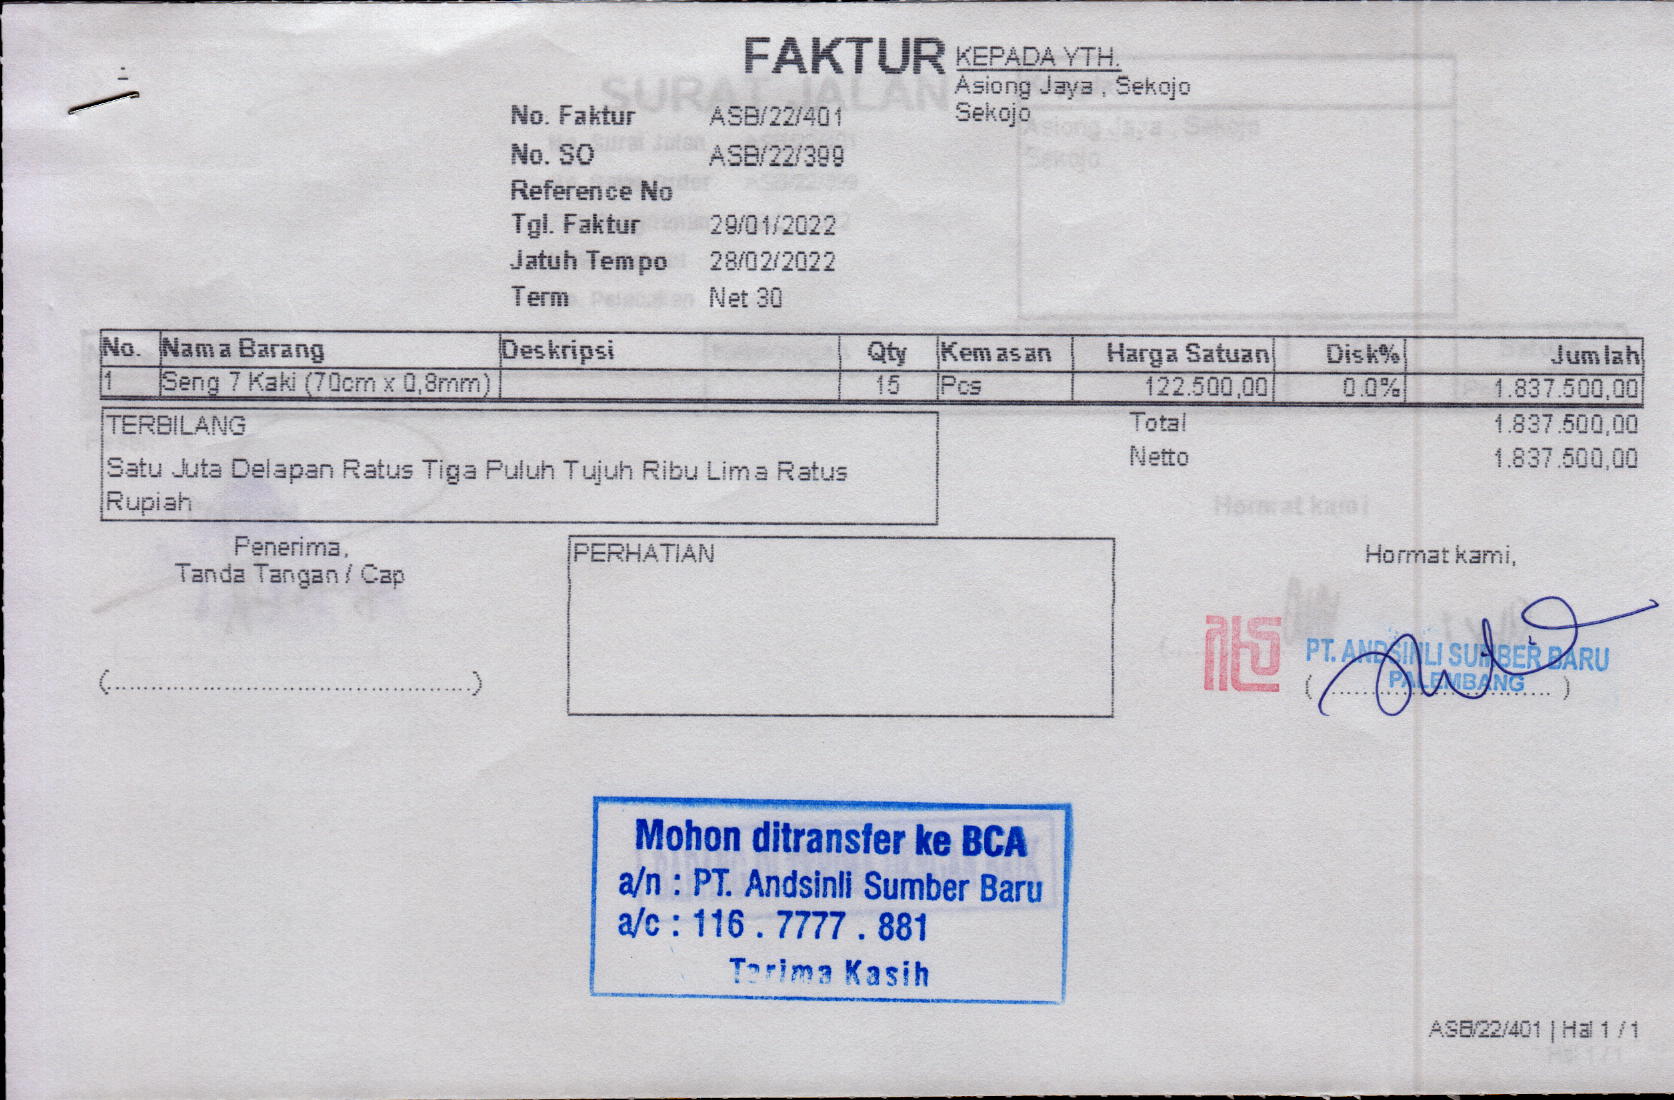 FAKTUR
KEPADA YTH.
Asiong Jaya , Sekojo
Sekojo
No. Faktur ASB/22/401
No. SO ASB/22/399
Reference No
Tgl. Faktur 29/01/2022
Jatuh Tempo 28/02/2022
Term Net 30
No. Nama Barang Deskripsi Qty Kemasan Harga Satuan Disk% Jumlah
1 Seng 7 Kaki (70cm x 0,8mm) 15 Pcs 122.500,00 0.0% 1.837.500,00
TERBILANG
Satu Juta Delapan Ratus Tiga Puluh Tujuh Ribu Lima Ratus
Rupiah
Total 1.837.500,00
Netto 1.837.500,00
Penerima,
Tanda Tangan / Cap
(................................................)
PERHATIAN
Hormat kami,
PT. ANDSINLI SUMBER BARU
PALEMBANG
( .............................. )
Mohon ditransfer ke BCA
a/n : PT. Andsinli Sumber Baru
a/c : 116 . 7777 . 881
Terima Kasih
ASB/22/401 | Hal 1 / 1